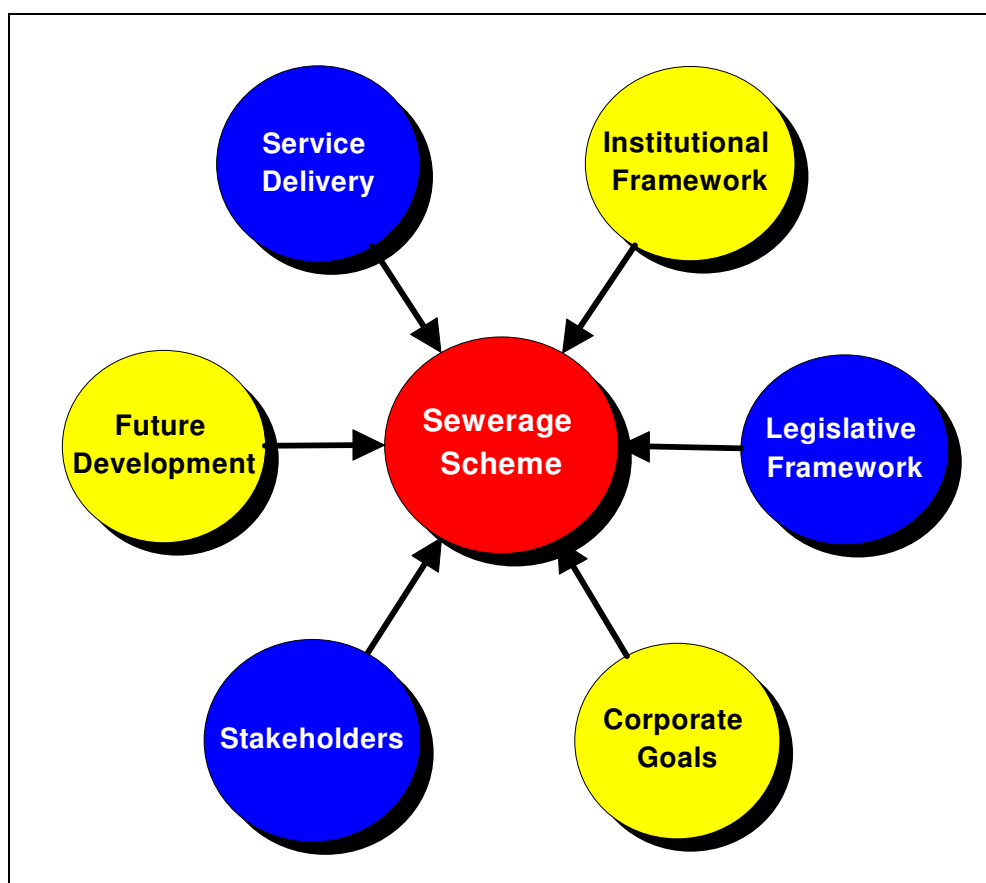 Service
Delivery
Institutional
Framework
Future
Development
Sewerage
Scheme
Legislative
Framework
Stakeholders
Corporate
Goals